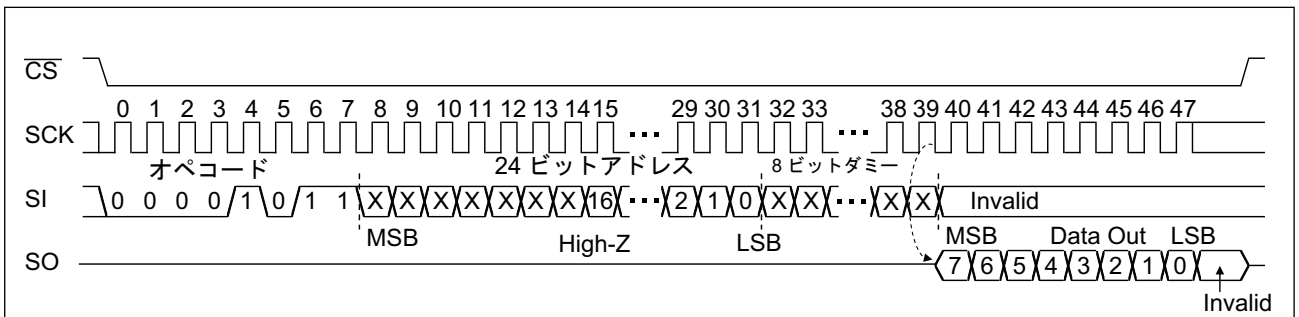 CS
0 1 2 3 4 5 6 7 8 9 10 11 12 13 14 15 29 30 31 32 33 38 39 40 41 42 43 44 45 46 47
SCK ••• •••
オペコード 24 ビットアドレス 8 ビットダミー
SI 0 0 0 0 1 0 1 1 X X X X X X X 16 ••• 2 1 0 X X ••• X X Invalid
MSB High-Z LSB MSB Data Out LSB
SO 7 6 5 4 3 2 1 0
Invalid